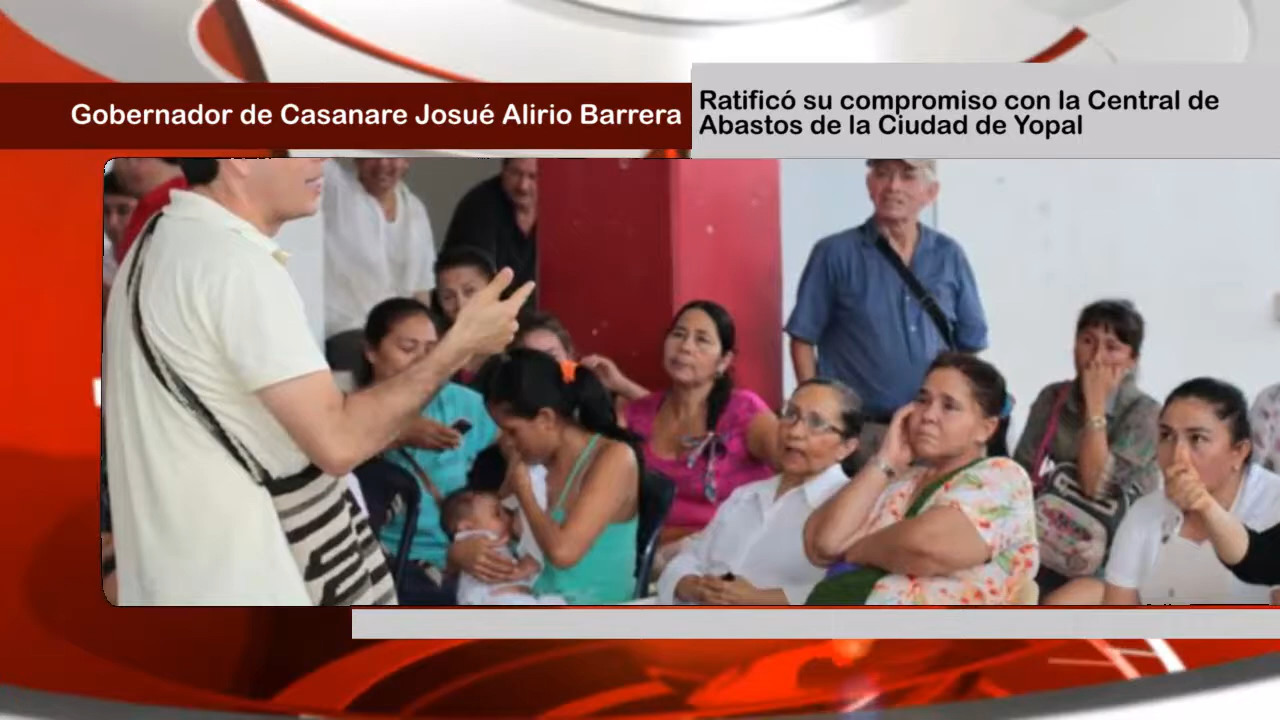 Gobernador de Casanare Josué Alirio Barrera
Ratificó su compromiso con la Central de
Abastos de la Ciudad de Yopal